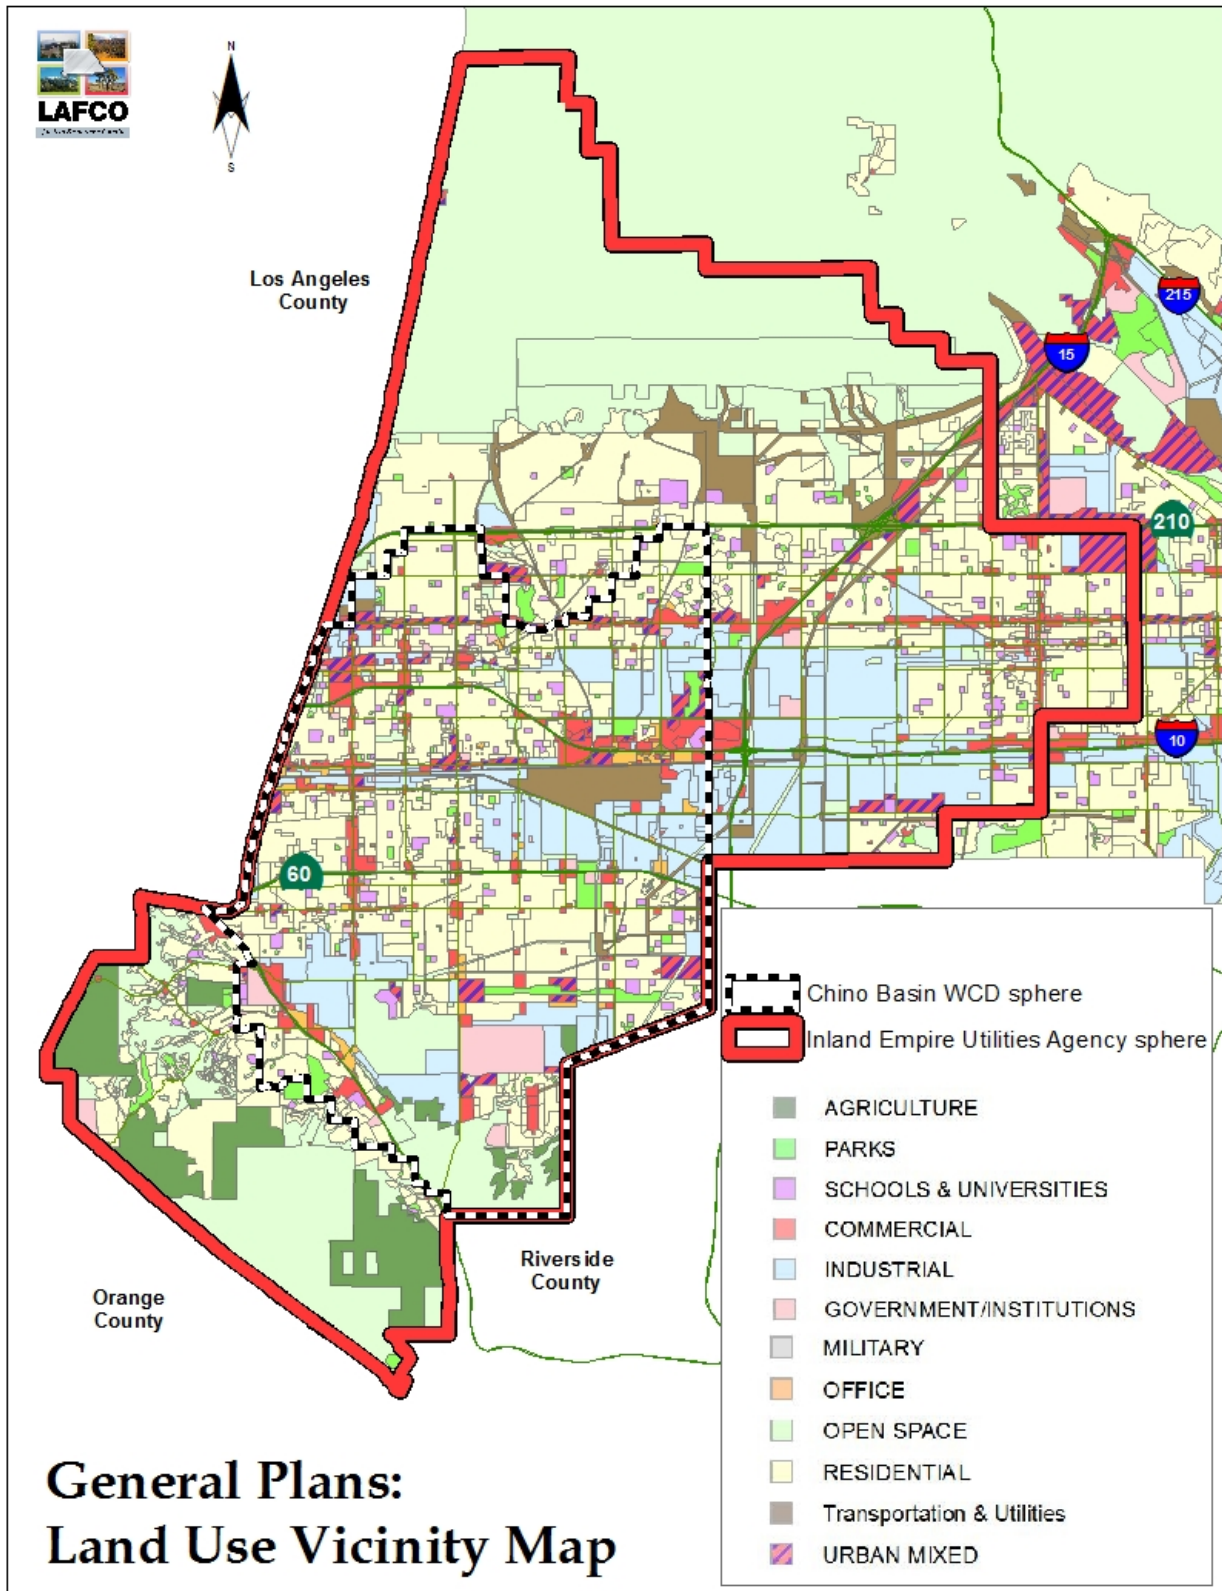 LAFCO
N
S
Los Angeles
County
215
15
210
10
60
Chino Basin WCD sphere
Inland Empire Utilities Agency sphere
AGRICULTURE
PARKS
SCHOOLS & UNIVERSITIES
COMMERCIAL
INDUSTRIAL
GOVERNMENT/INSTITUTIONS
MILITARY
OFFICE
OPEN SPACE
RESIDENTIAL
Transportation & Utilities
URBAN MIXED
Riverside
County
Orange
County
General Plans:
Land Use Vicinity Map